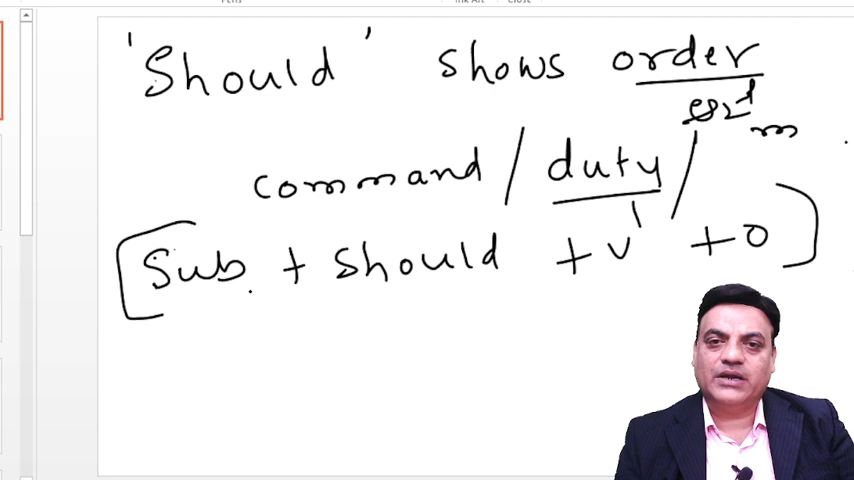 'Should' shows order
command / duty /
[Sub + should + v¹ + o]